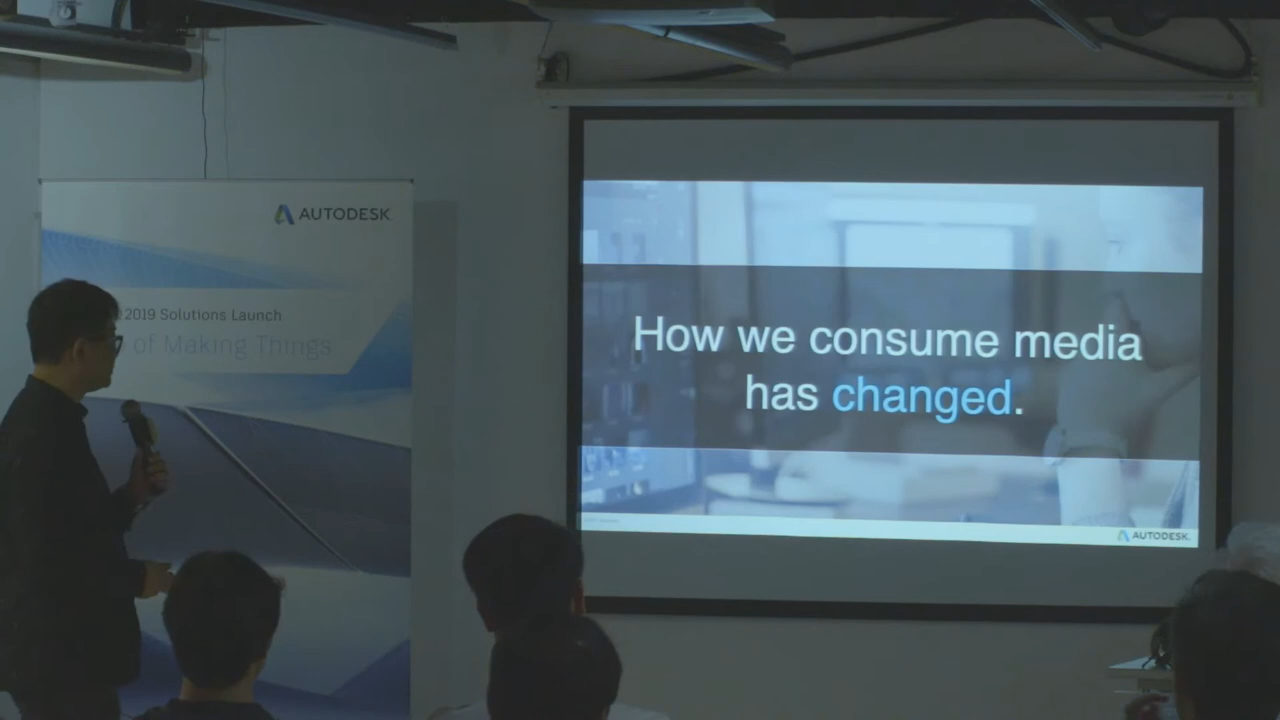 AUTODESK
2019 Solutions Launch
of Making Things
How we consume media
has changed.
AUTODESK